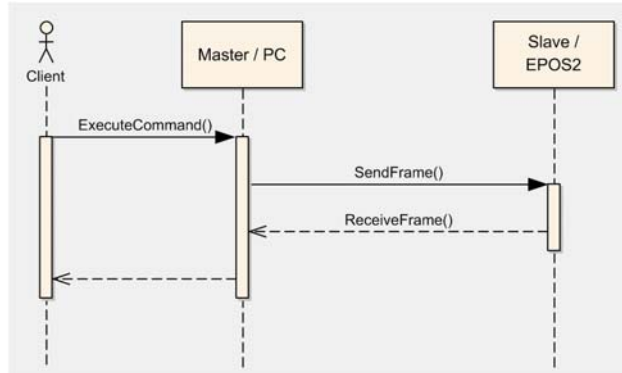 Client
Master / PC
Slave /
EPOS2
ExecuteCommand()
SendFrame()
ReceiveFrame()